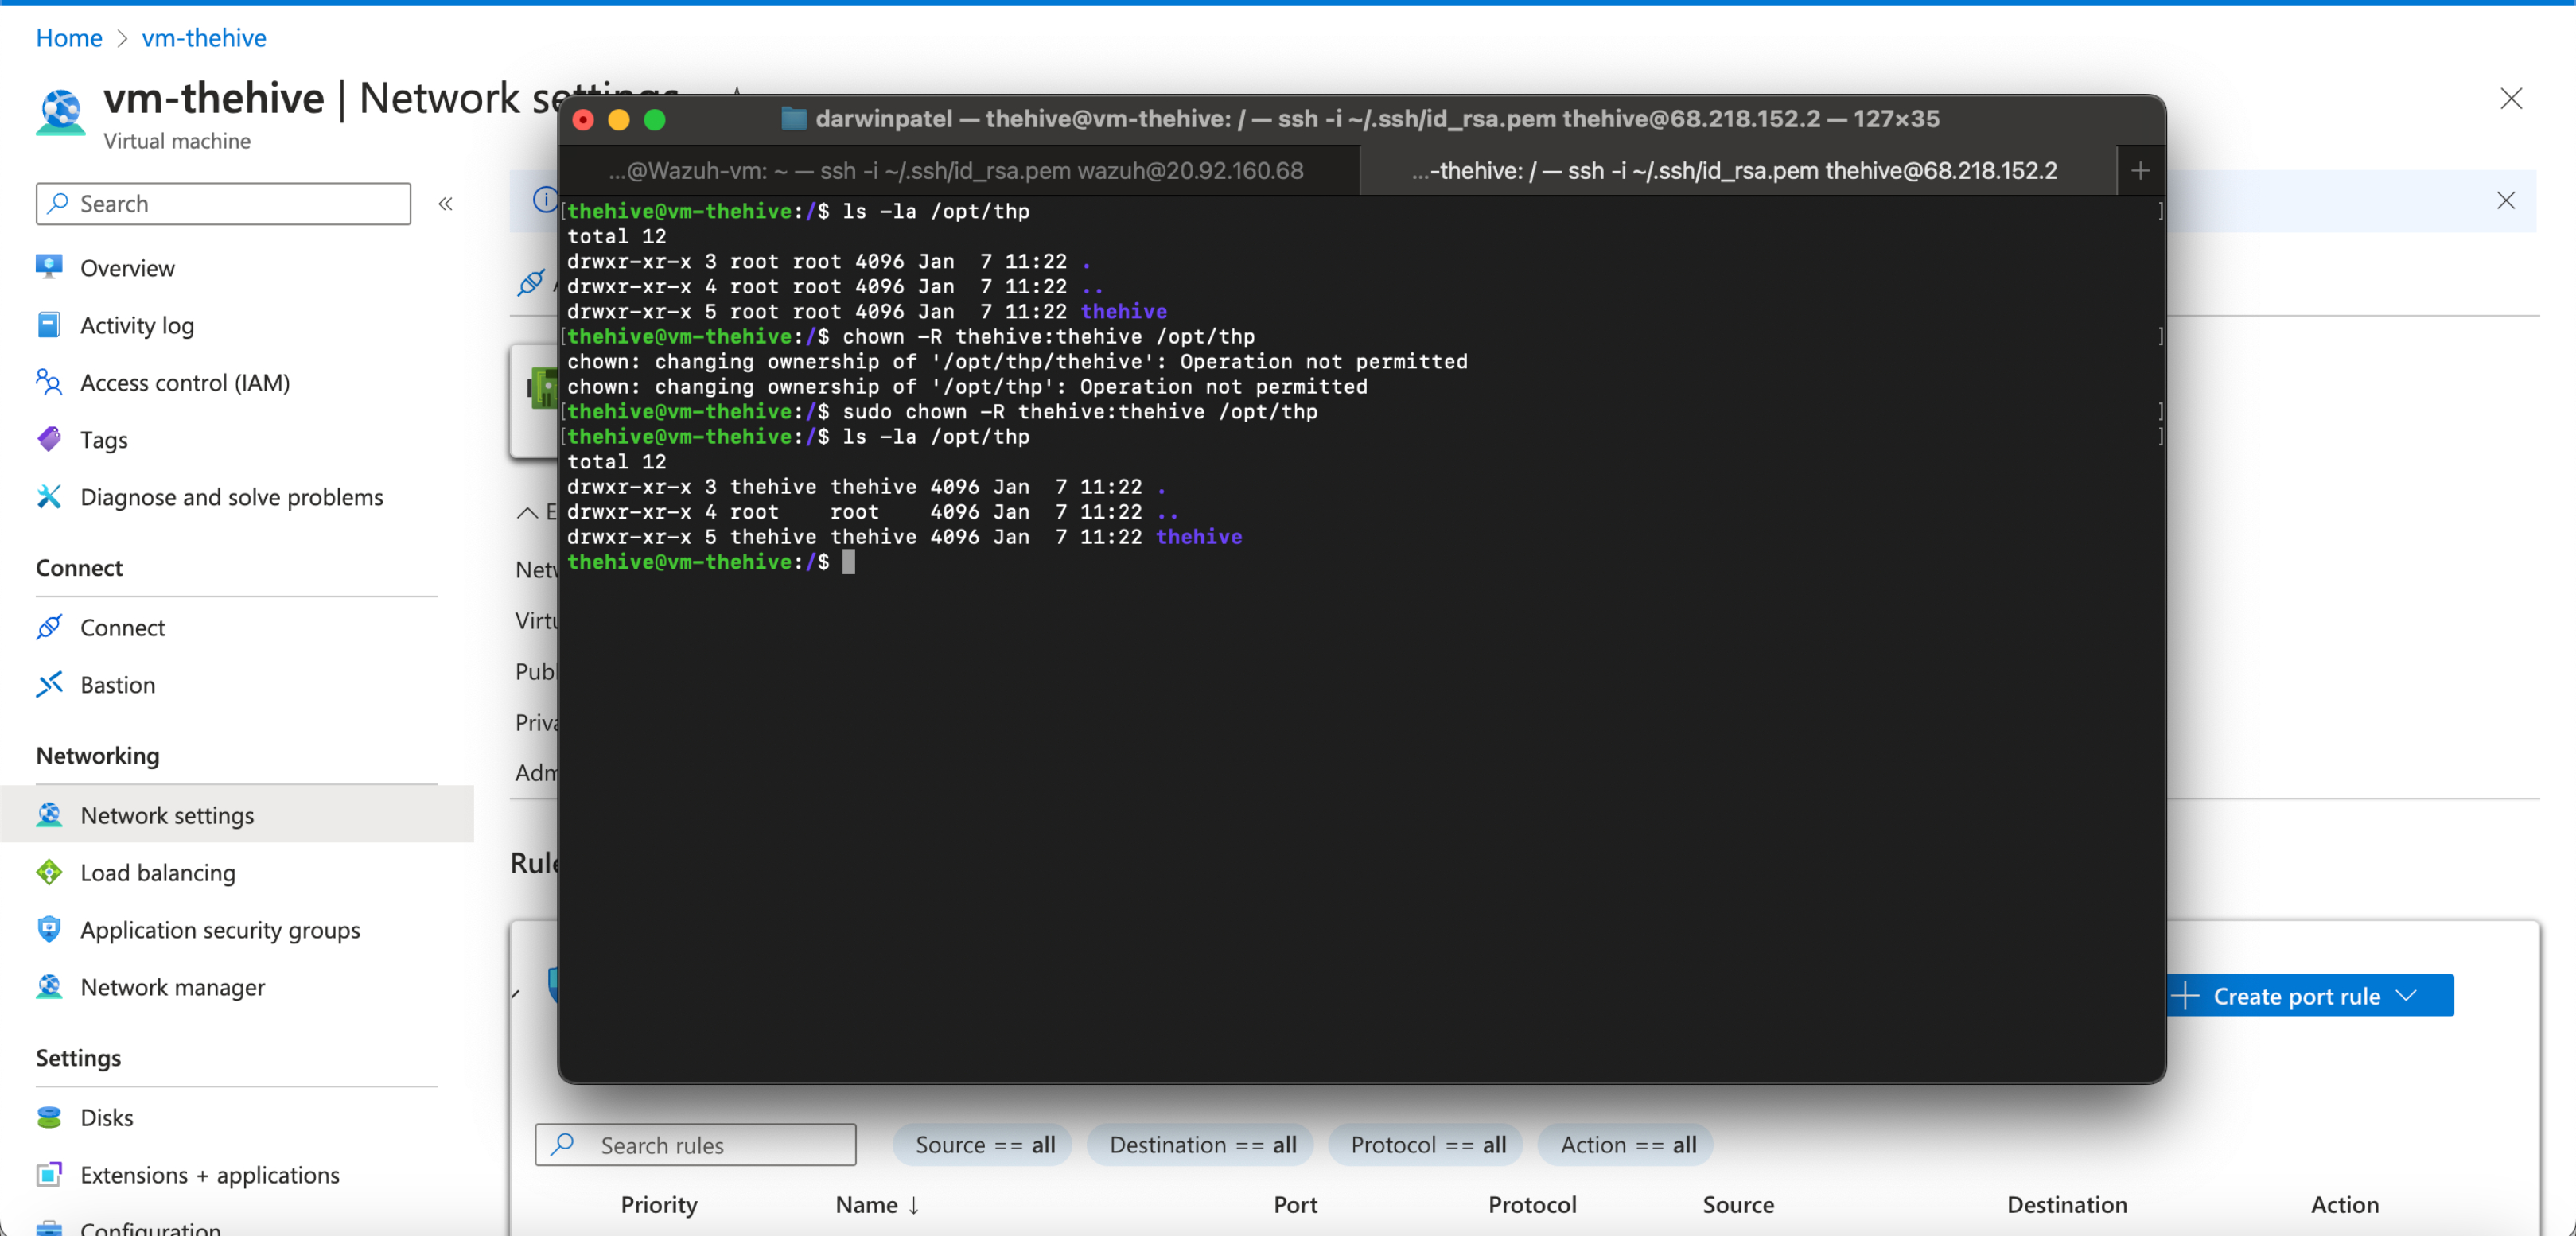 Home > vm-thehive
vm-thehive | Network settings
Virtual machine
Search
«
Overview
Activity log
Access control (IAM)
Tags
Diagnose and solve problems
Connect
Connect
Bastion
Networking
Network settings
Load balancing
Application security groups
Network manager
Settings
Disks
Extensions + applications
Configuration
darwinpatel — thehive@vm-thehive: / — ssh -i ~/.ssh/id_rsa.pem thehive@68.218.152.2 — 127×35
...@Wazuh-vm: ~ — ssh -i ~/.ssh/id_rsa.pem wazuh@20.92.160.68
...-thehive: / — ssh -i ~/.ssh/id_rsa.pem thehive@68.218.152.2
[thehive@vm-thehive:/$ ls -la /opt/thp ]
total 12
drwxr-xr-x 3 root root 4096 Jan  7 11:22 .
drwxr-xr-x 4 root root 4096 Jan  7 11:22 ..
drwxr-xr-x 5 root root 4096 Jan  7 11:22 thehive
[thehive@vm-thehive:/$ chown -R thehive:thehive /opt/thp ]
chown: changing ownership of '/opt/thp/thehive': Operation not permitted
chown: changing ownership of '/opt/thp': Operation not permitted
[thehive@vm-thehive:/$ sudo chown -R thehive:thehive /opt/thp ]
[thehive@vm-thehive:/$ ls -la /opt/thp ]
total 12
drwxr-xr-x 3 thehive thehive 4096 Jan  7 11:22 .
drwxr-xr-x 4 root    root    4096 Jan  7 11:22 ..
drwxr-xr-x 5 thehive thehive 4096 Jan  7 11:22 thehive
thehive@vm-thehive:/$
Create port rule
Search rules
Source == all
Destination == all
Protocol == all
Action == all
Priority Name ↓ Port Protocol Source Destination Action